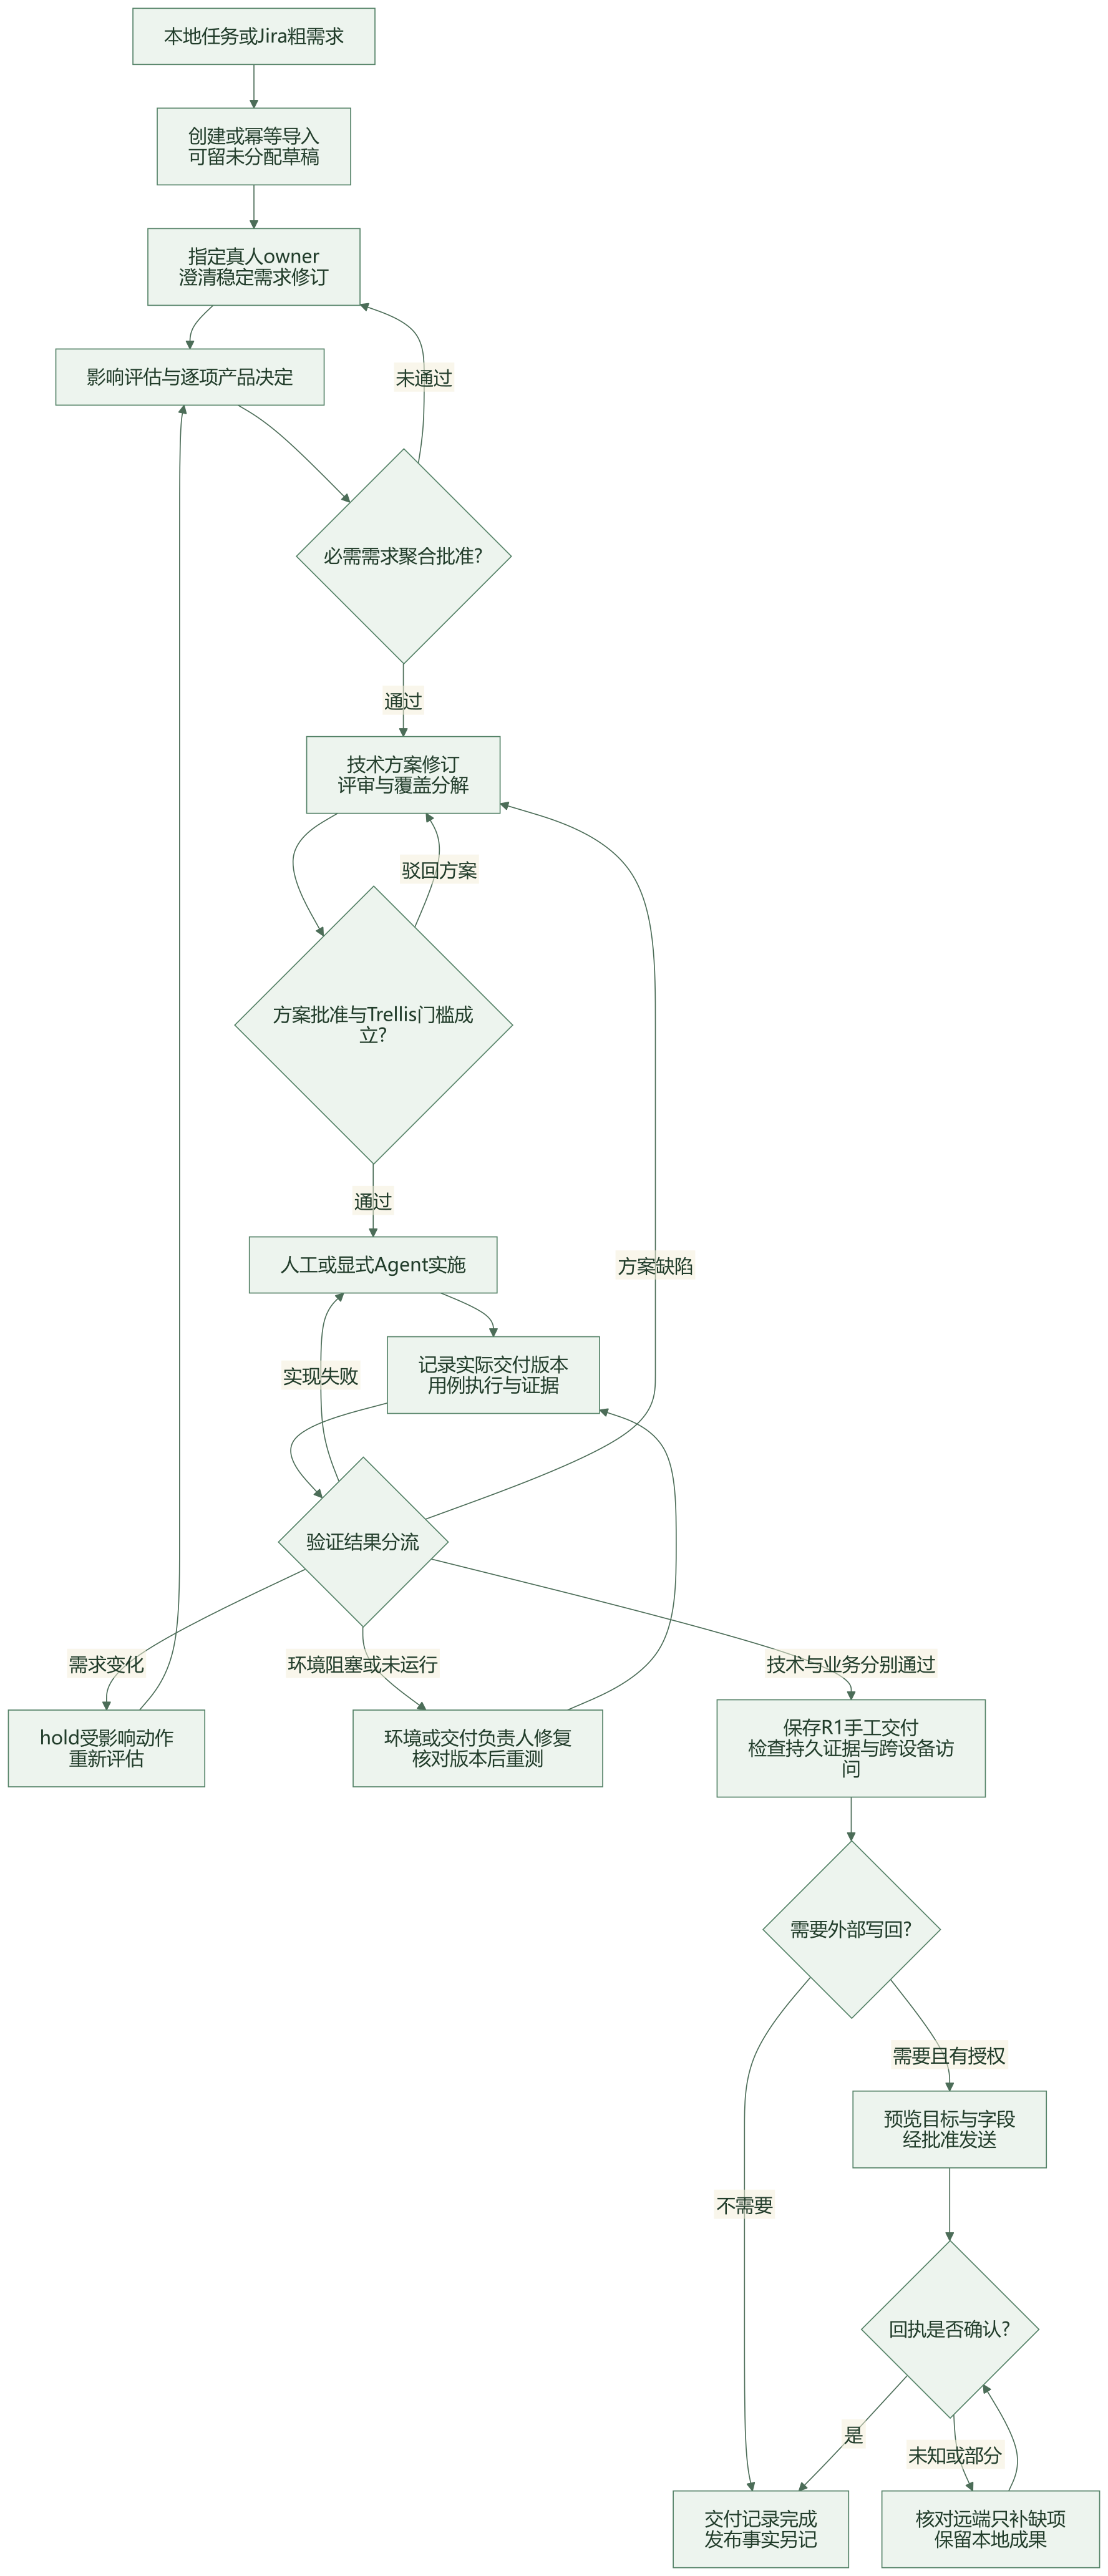 本地任务或Jira粗需求
创建或幂等导入
可留未分配草稿
指定真人owner
澄清稳定需求修订
影响评估与逐项产品决定
未通过
必需需求聚合批准?
通过
技术方案修订
评审与覆盖分解
驳回方案
方案批准与Trellis门槛成
立?
通过
人工或显式Agent实施
方案缺陷
实现失败
记录实际交付版本
用例执行与证据
验证结果分流
需求变化
环境阻塞或未运行
技术与业务分别通过
hold受影响动作
重新评估
环境或交付负责人修复
核对版本后重测
保存R1手工交付
检查持久证据与跨设备访
问
需要外部写回?
需要且有授权
预览目标与字段
经批准发送
不需要
回执是否确认?
是
未知或部分
交付记录完成
发布事实另记
核对远端只补缺项
保留本地成果